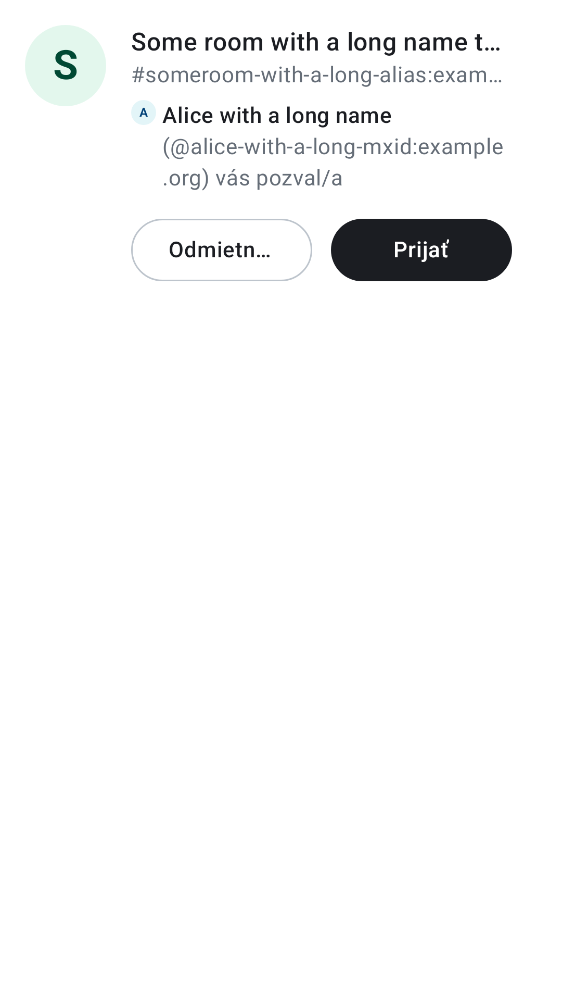 S
Some room with a long name t…
#someroom-with-a-long-alias:exam…
A
Alice with a long name
(@alice-with-a-long-mxid:example
.org) vás pozval/a
Odmietn…
Prijať